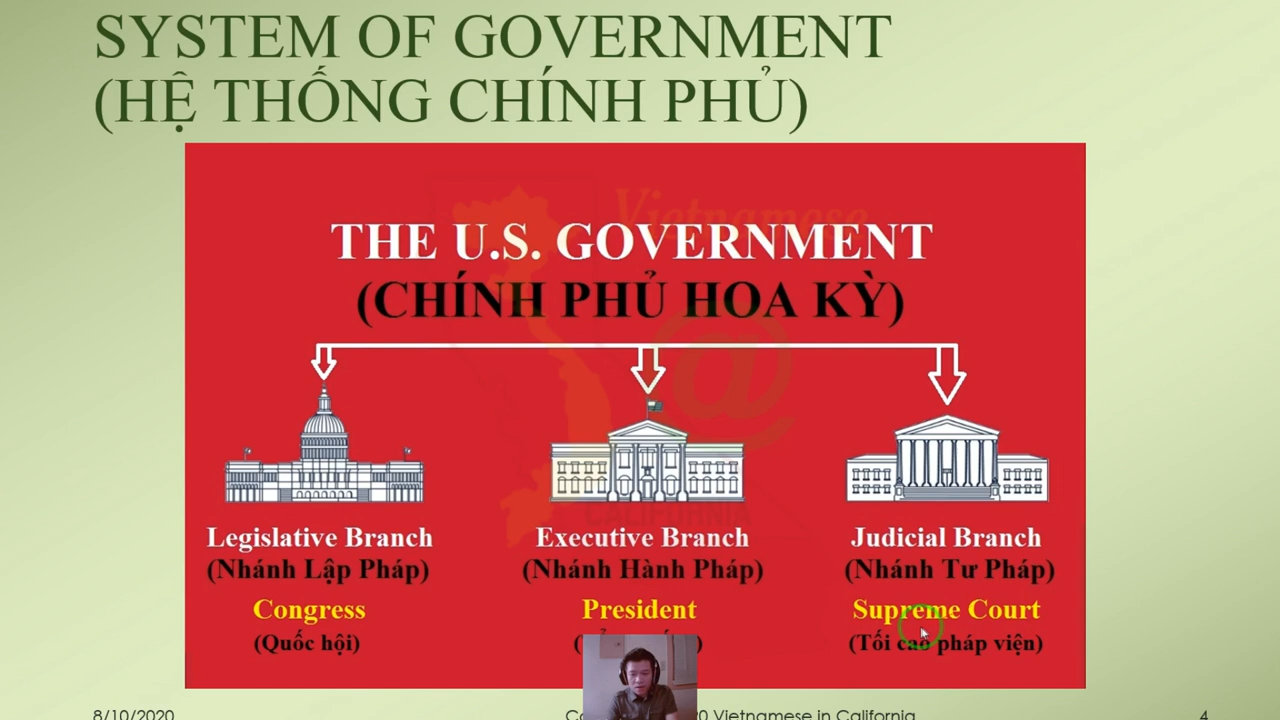 SYSTEM OF GOVERNMENT
(HỆ THỐNG CHÍNH PHỦ)
Vietnamese
THE U.S. GOVERNMENT
(CHÍNH PHỦ HOA KỲ)
@
CALIFORNIA
Legislative Branch
Executive Branch
Judicial Branch
(Nhánh Lập Pháp)
(Nhánh Hành Pháp)
(Nhánh Tư Pháp)
Congress
President
Supreme Court
(Quốc hội)
(Tối cao pháp viện)
8/10/2020
Vietnamese in California
4